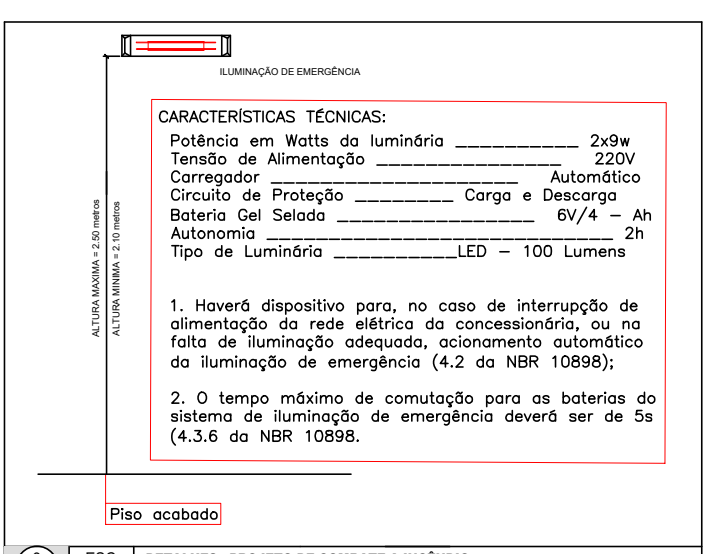 ILUMINAÇÃO DE EMERGÊNCIA
CARACTERÍSTICAS TÉCNICAS:
Potência em Watts da luminária __________ 2x9w
Tensão de Alimentação _______________ 220V
Carregador ____________________ Automático
Circuito de Proteção ________ Carga e Descarga
Bateria Gel Selada ________________ 6V/4 - Ah
Autonomia ____________________________ 2h
Tipo de Luminária __________LED - 100 Lumens
ALTURA MAXIMA = 2.50 metros
ALTURA MINIMA = 2.10 metros
1. Haverá dispositivo para, no caso de interrupção de
alimentação da rede elétrica da concessionária, ou na
falta de iluminação adequada, acionamento automático
da iluminação de emergência (4.2 da NBR 10898);
2. O tempo máximo de comutação para as baterias do
sistema de iluminação de emergência deverá ser de 5s
(4.3.6 da NBR 10898.
Piso acabado